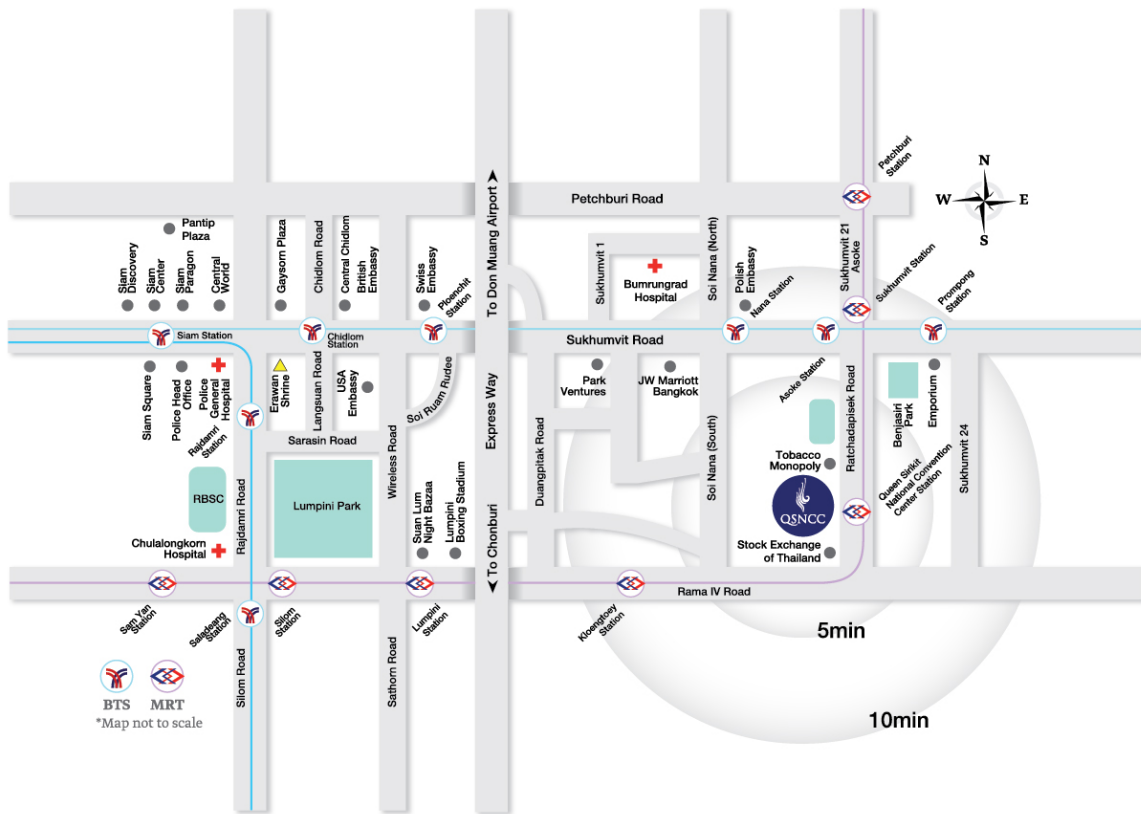 Petchburi
Station
N
W
E
S
Petchburi Road
Pantip
Plaza
Siam
Discovery
Siam
Center
Siam
Paragon
Central
World
Gaysorn Plaza
Chidlom Road
Central Chidlom
British
Embassy
Swiss
Embassy
Ploenchit
Station
To Don Muang Airport
Sukhumvit 1
Bumrungrad
Hospital
Soi Nana (North)
Polish
Embassy
Nana Station
Sukhumvit 21
Asoke
Sukhumvit Station
Prompong
Station
Siam Station
Chidlom
Station
Sukhumvit Road
Siam Square
Police Head
Office
Police
General
Hospital
Rajdamri
Station
Erawan
Shrine
Langsuan Road
USA
Embassy
Soi Ruam Rudee
Express Way
Park
Ventures
JW Marriott
Bangkok
Asoke Station
Ratchadapisek Road
Benjasiri
Park
Emporium
Sarasin Road
Wireless Road
Duangpitak Road
Soi Nana (South)
Tobacco
Monopoly
Queen Sirikit
National Convention
Center Station
Sukhumvit 24
RBSC
Rajdamri Road
Lumpini Park
QSNCC
Chulalongkorn
Hospital
Suan Lum
Night Bazaa
Lumpini
Boxing Stadium
To Chonburi
Stock Exchange
of Thailand
Rama IV Road
Sam Yan
Station
Saladeang
Station
Silom
Station
Lumpini
Station
Kloengtoey
Station
5min
Silom Road
Sathorn Road
10min
BTS
MRT
*Map not to scale